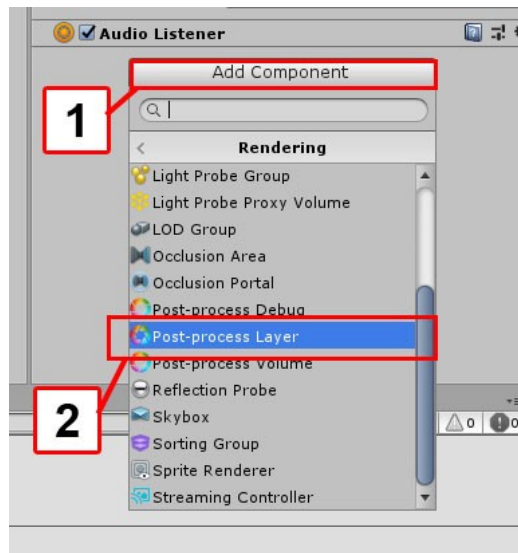 Audio Listener
Add Component
1
Rendering
Light Probe Group
Light Probe Proxy Volume
LOD Group
Occlusion Area
Occlusion Portal
Post-process Debug
Post-process Layer
Post-process Volume
2
Reflection Probe
Skybox
0
0
Sorting Group
Sprite Renderer
Streaming Controller